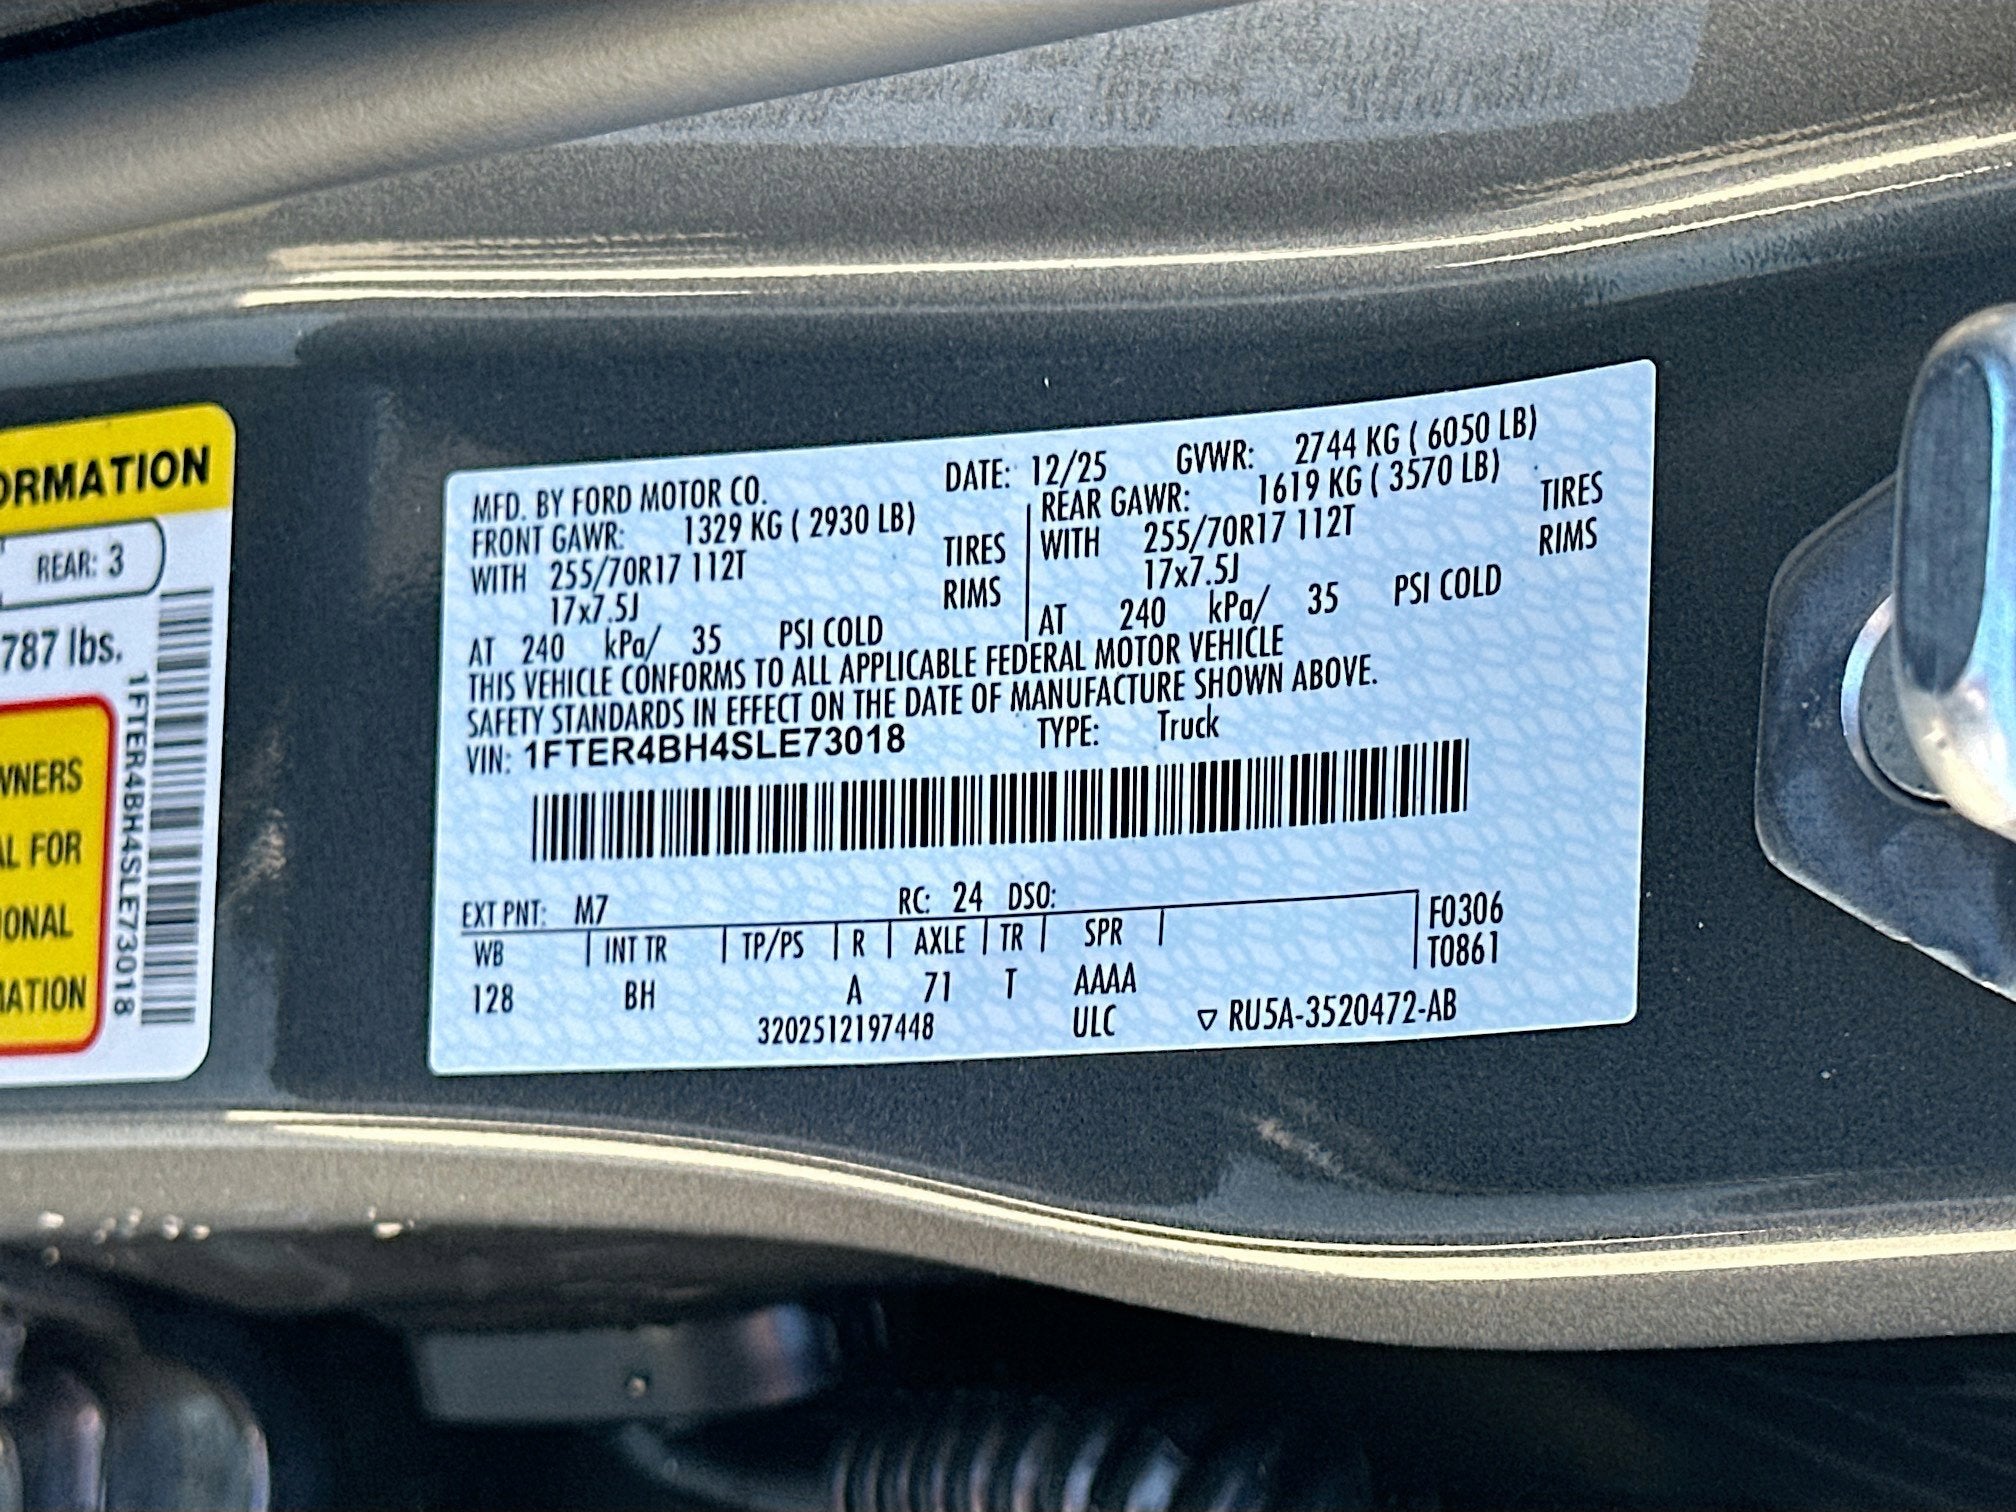 ORMATION
REAR: 3
787 lbs.
WNERS
AL FOR
IONAL
MATION
1FTER4BH4SLE73018
MFD. BY FORD MOTOR CO. DATE: 12/25 GVWR: 2744 KG ( 6050 LB)
FRONT GAWR: 1329 KG ( 2930 LB) REAR GAWR: 1619 KG ( 3570 LB)
WITH 255/70R17 112T TIRES WITH 255/70R17 112T TIRES
17x7.5J RIMS 17x7.5J RIMS
AT 240 kPa/ 35 PSI COLD AT 240 kPa/ 35 PSI COLD
THIS VEHICLE CONFORMS TO ALL APPLICABLE FEDERAL MOTOR VEHICLE
SAFETY STANDARDS IN EFFECT ON THE DATE OF MANUFACTURE SHOWN ABOVE.
VIN: 1FTER4BH4SLE73018 TYPE: Truck
EXT PNT: M7 RC: 24 DSO: F0306
WB INT TR TP/PS R AXLE TR SPR T0861
128 BH A 71 T AAAA
3202512197448 ULC ▽ RU5A-3520472-AB